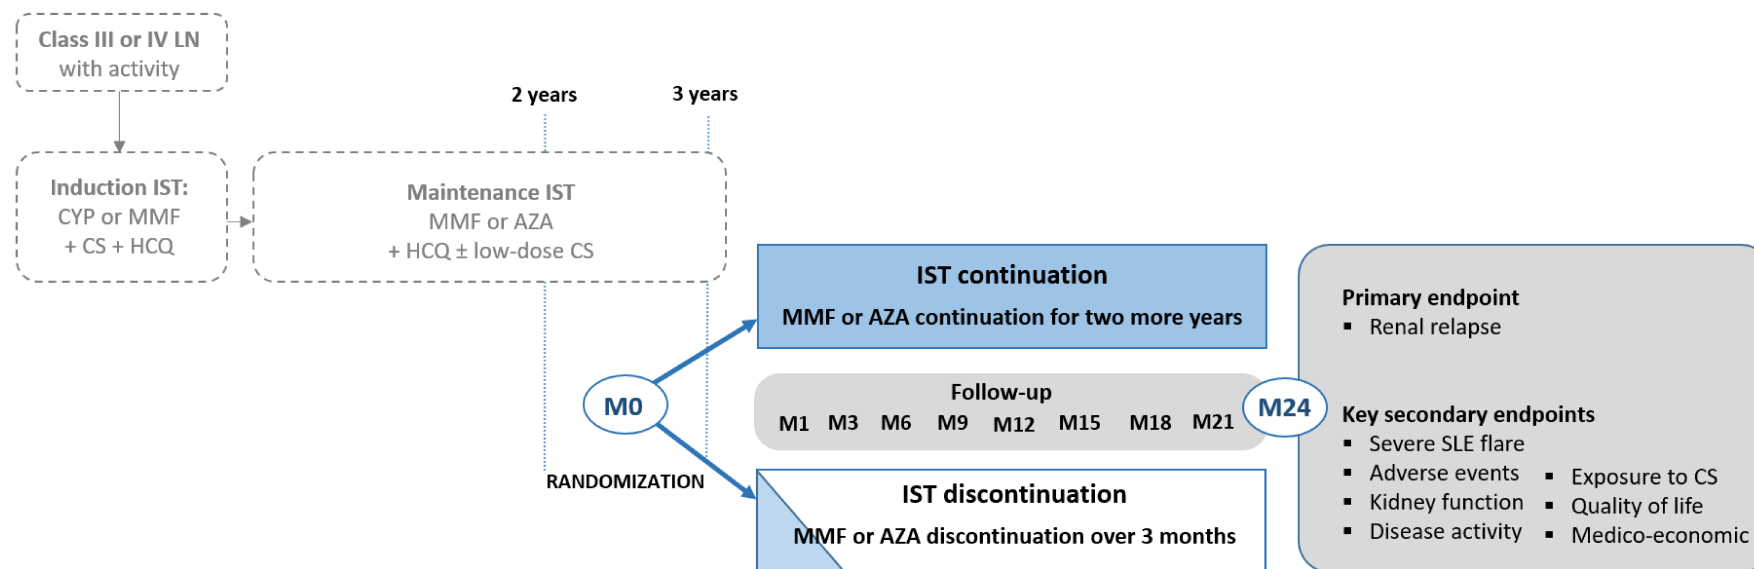 Class III or IV LN
with activity
2 years
3 years
Induction IST:
CYP or MMF
+ CS + HCQ
Maintenance IST
MMF or AZA
+ HCQ ± low-dose CS
IST continuation
MMF or AZA continuation for two more years
M0
RANDOMIZATION
Follow-up
M1 M3 M6 M9 M12 M15 M18 M21
M24
IST discontinuation
MMF or AZA discontinuation over 3 months
Primary endpoint
▪ Renal relapse
Key secondary endpoints
▪ Severe SLE flare
▪ Adverse events
▪ Kidney function
▪ Disease activity
▪ Exposure to CS
▪ Quality of life
▪ Medico-economic